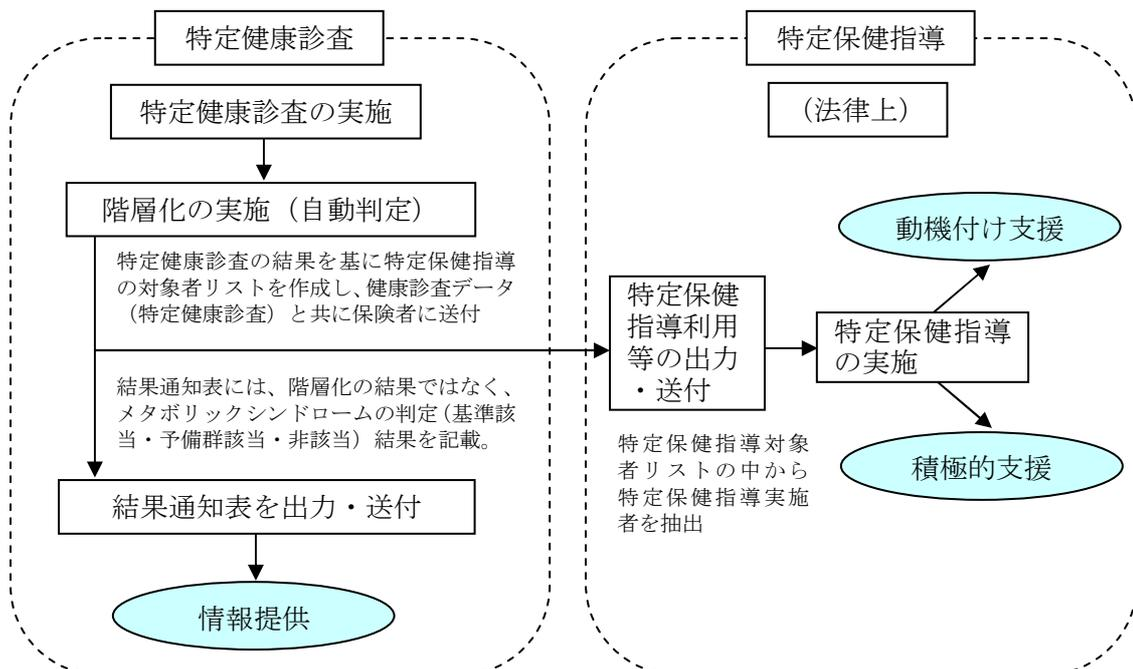 特定健康診査
特定健康診査の実施
階層化の実施（自動判定）
特定健康診査の結果を基に特定保健指導
の対象者リストを作成し、健康診査データ
（特定健康診査）と共に保険者に送付
結果通知表には、階層化の結果ではなく、
メタボリックシンドロームの判定（基準該
当・予備群該当・非該当）結果を記載。
結果通知表を出力・送付
情報提供
特定保健指導
（法律上）
特定保健
指導利用
等の出力
・送付
特定保健指導対象
者リストの中から
特定保健指導実施
者を抽出
特定保健指導
の実施
動機付け支援
積極的支援